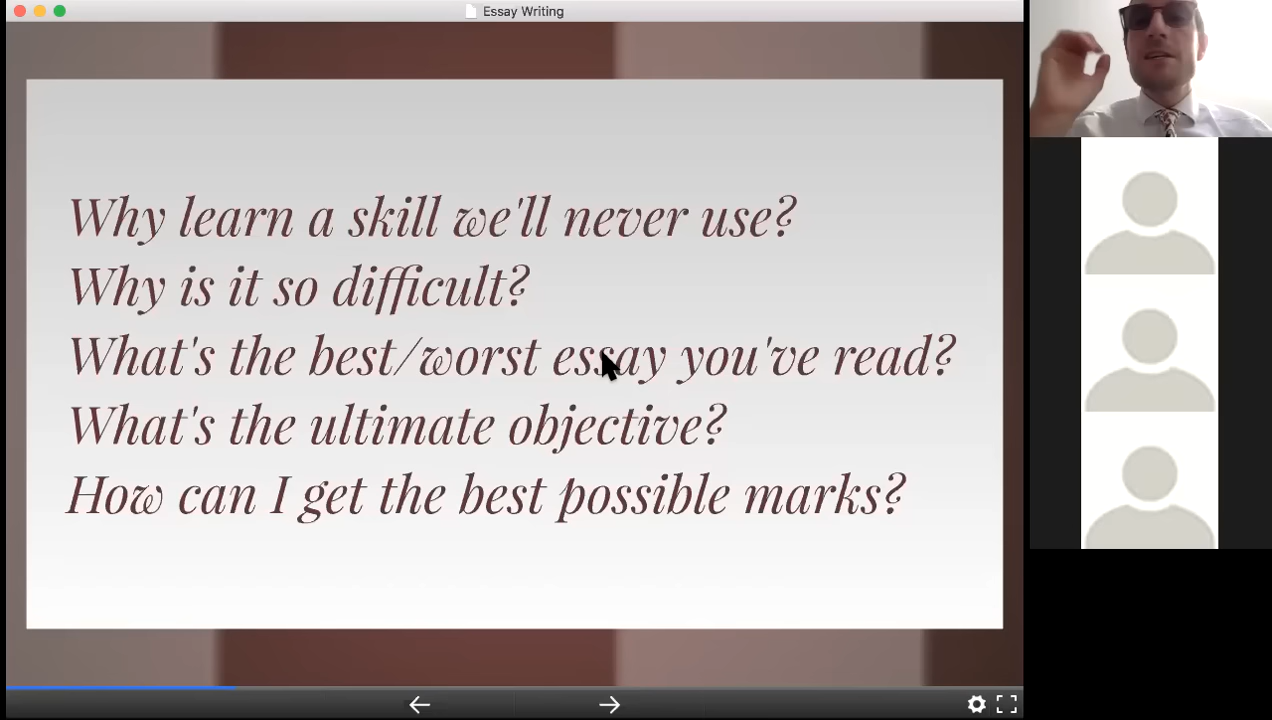 Essay Writing
Why learn a skill we'll never use?
Why is it so difficult?
What's the best/worst essay you've read?
What's the ultimate objective?
How can I get the best possible marks?